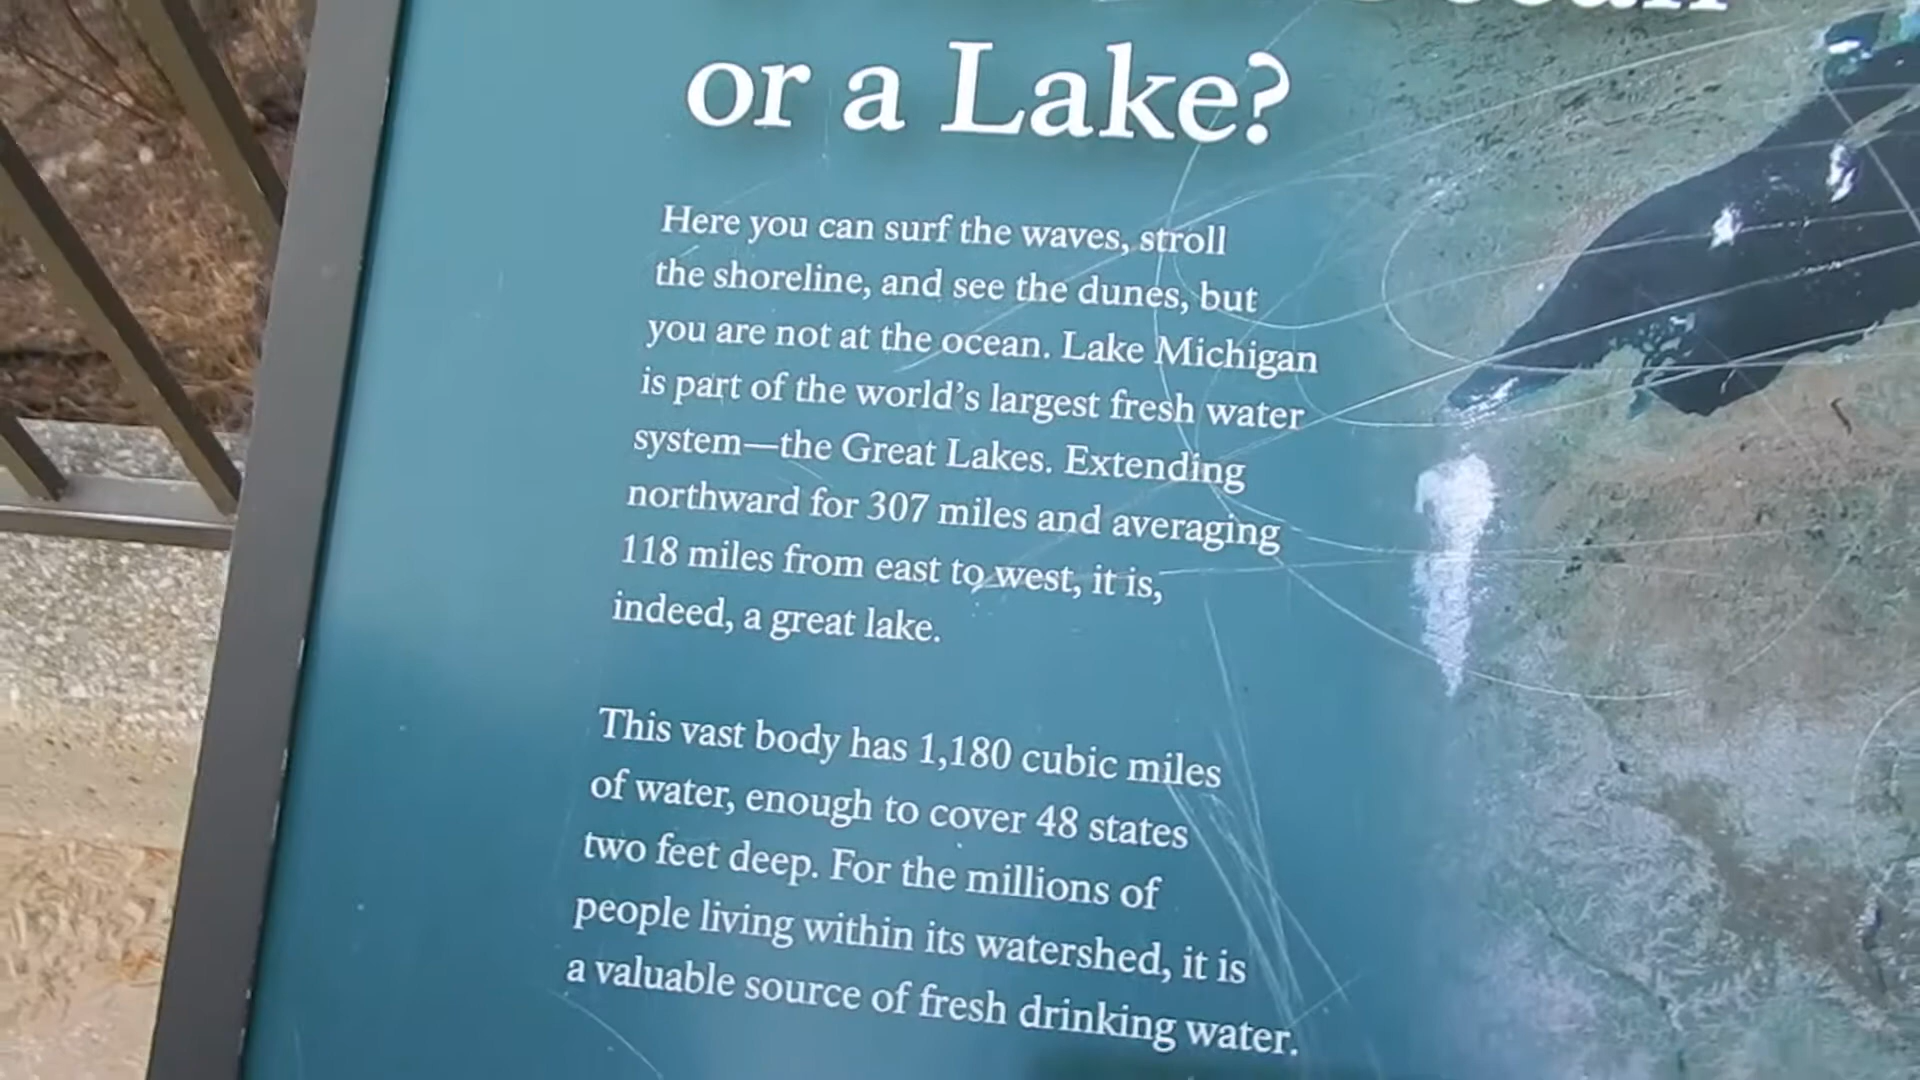 or a Lake?
Here you can surf the waves, stroll
the shoreline, and see the dunes, but
you are not at the ocean. Lake Michigan
is part of the world's largest fresh water
system—the Great Lakes. Extending
northward for 307 miles and averaging
118 miles from east to west, it is,
indeed, a great lake.
This vast body has 1,180 cubic miles
of water, enough to cover 48 states
two feet deep. For the millions of
people living within its watershed, it is
a valuable source of fresh drinking water.